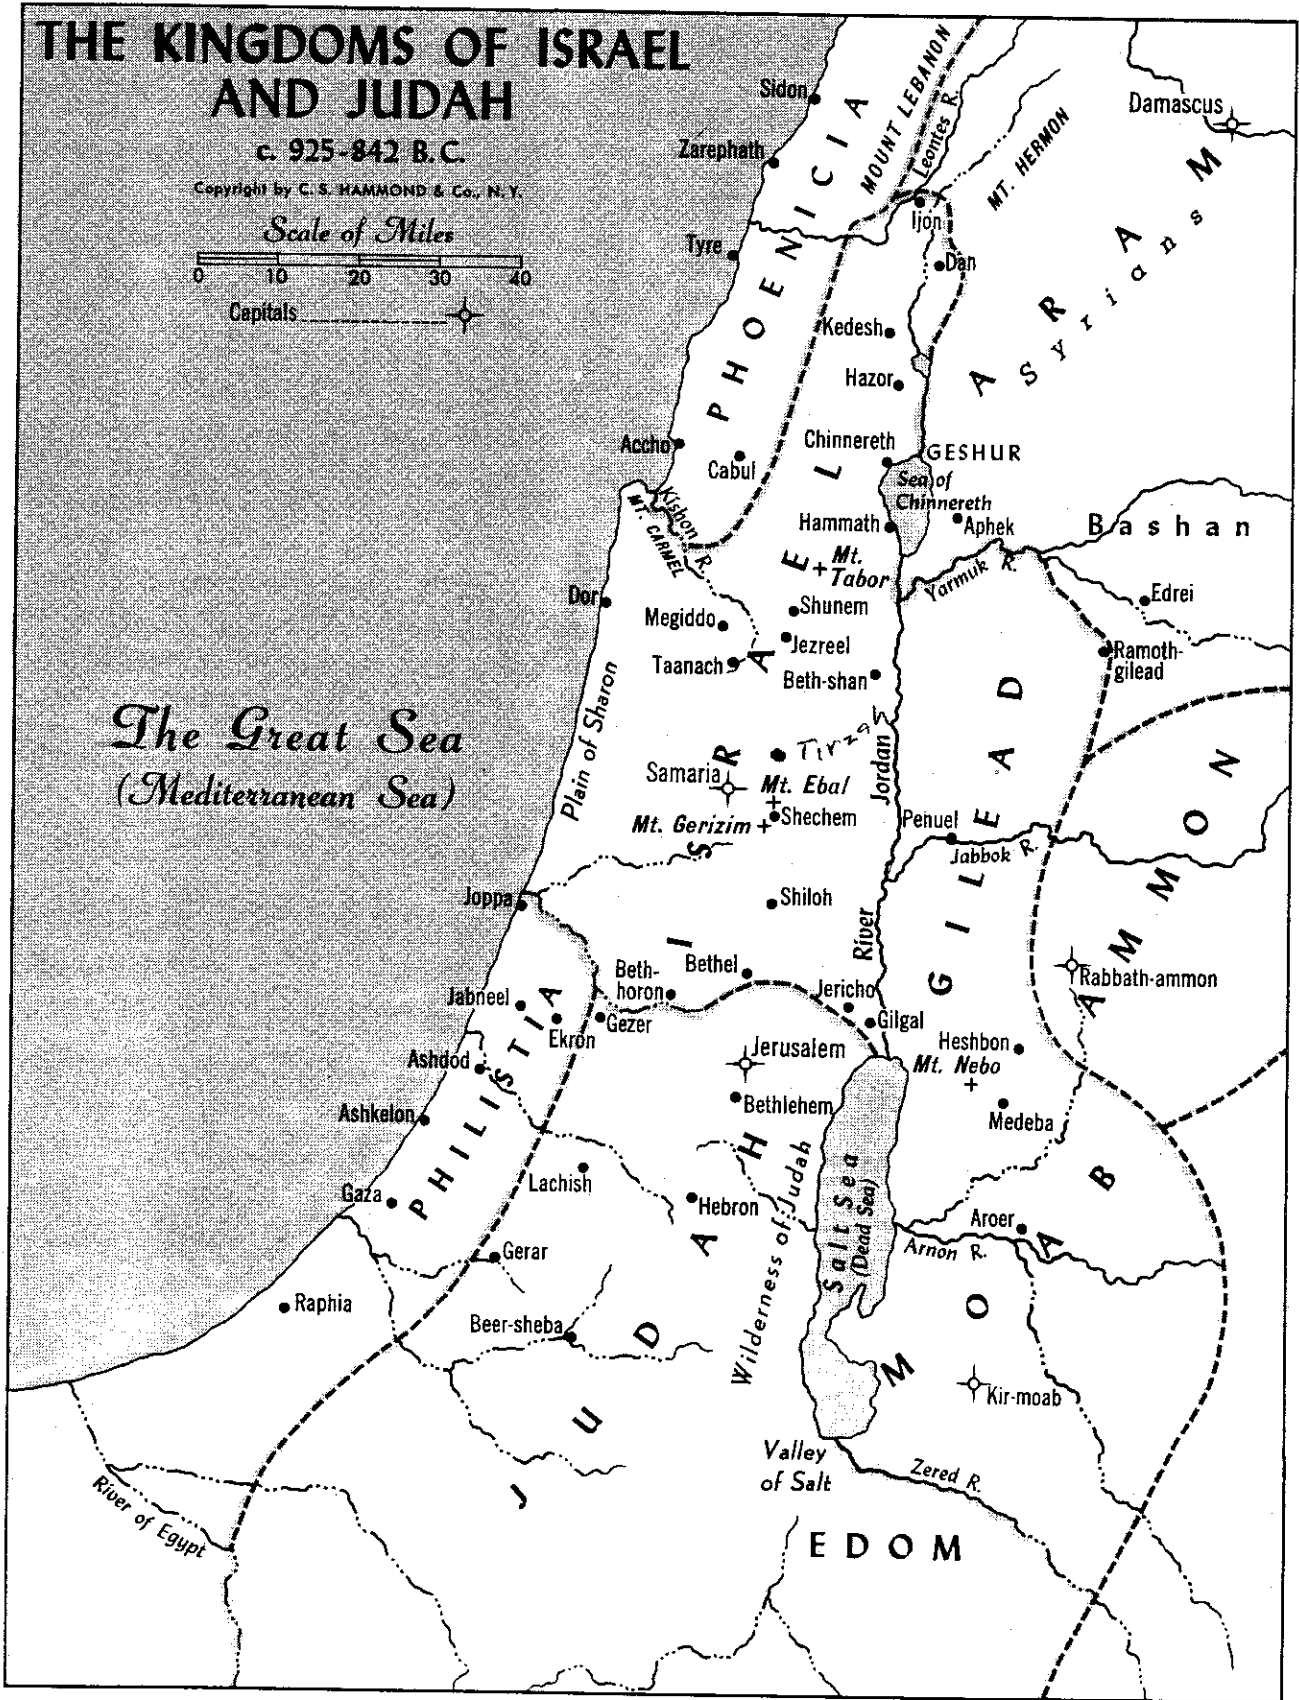 THE KINGDOMS OF ISRAEL
AND JUDAH
c. 925-842 B.C.
Copyright by C. S. HAMMOND & Co., N. Y.
Scale of Miles
0 10 20 30 40
Capitals
Sidon
MOUNT LEBANON
Leontes R.
Damascus
Zarephath
MT. HERMON
Ijon
Tyre
Dan
PHOENICIA
ARAM
Syrians
Kedesh
Hazor
Accho
Cabul
Chinnereth
GESHUR
Sea of
Chinnereth
Kishon R.
MT. CARMEL
Hammath
Aphek
Bashan
Mt.
Tabor
Yarmuk R.
Dor
Shunem
Edrei
Megiddo
Jezreel
Ramoth-
gilead
Taanach
Beth-shan
ISRAEL
The Great Sea
(Mediterranean Sea)
Plain of Sharon
Tirzah
Samaria
Mt. Ebal
Jordan
River
Mt. Gerizim
Shechem
Penuel
Jabbok R.
GILEAD
AMMON
Joppa
Shiloh
Bethel
Beth-
horon
Jericho
Rabbath-ammon
Jabneel
Ekron
Gezer
Gilgal
Heshbon
Jerusalem
Ashdod
Mt. Nebo
Bethlehem
Medeba
Ashkelon
PHILISTIA
Lachish
Gaza
Hebron
Wilderness of Judah
Salt Sea
(Dead Sea)
Aroer
Arnon R.
Gerar
Raphia
Beer-sheba
JUDAH
MOAB
Kir-moab
Valley
of Salt
Zered R.
River of Egypt
EDOM